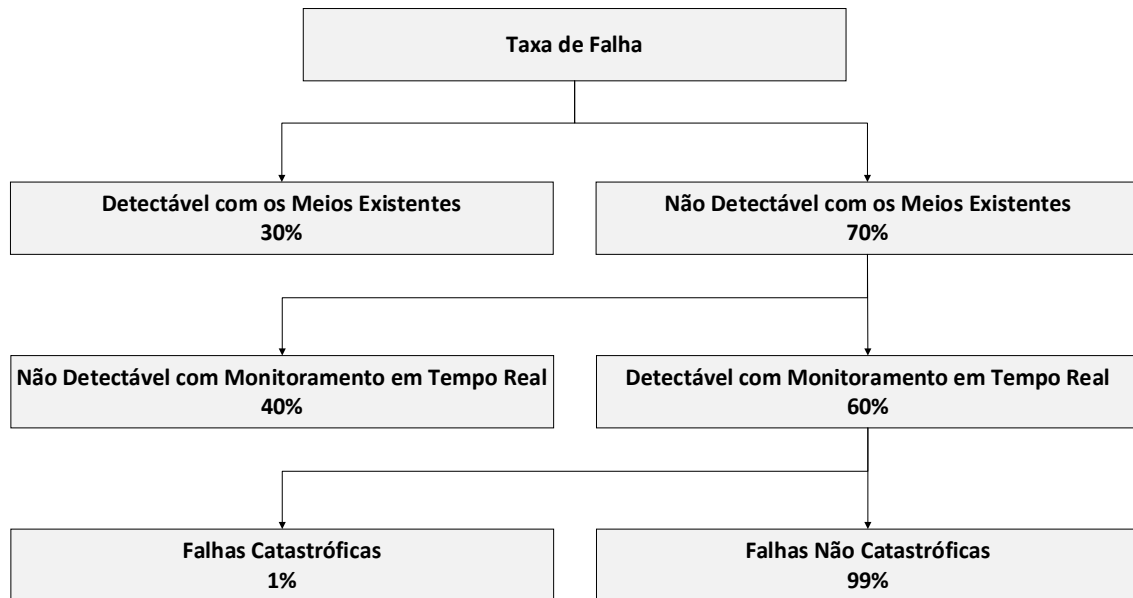 Taxa de Falha
Detectável com os Meios Existentes
30%
Não Detectável com os Meios Existentes
70%
Não Detectável com Monitoramento em Tempo Real
40%
Detectável com Monitoramento em Tempo Real
60%
Falhas Catastróficas
1%
Falhas Não Catastróficas
99%